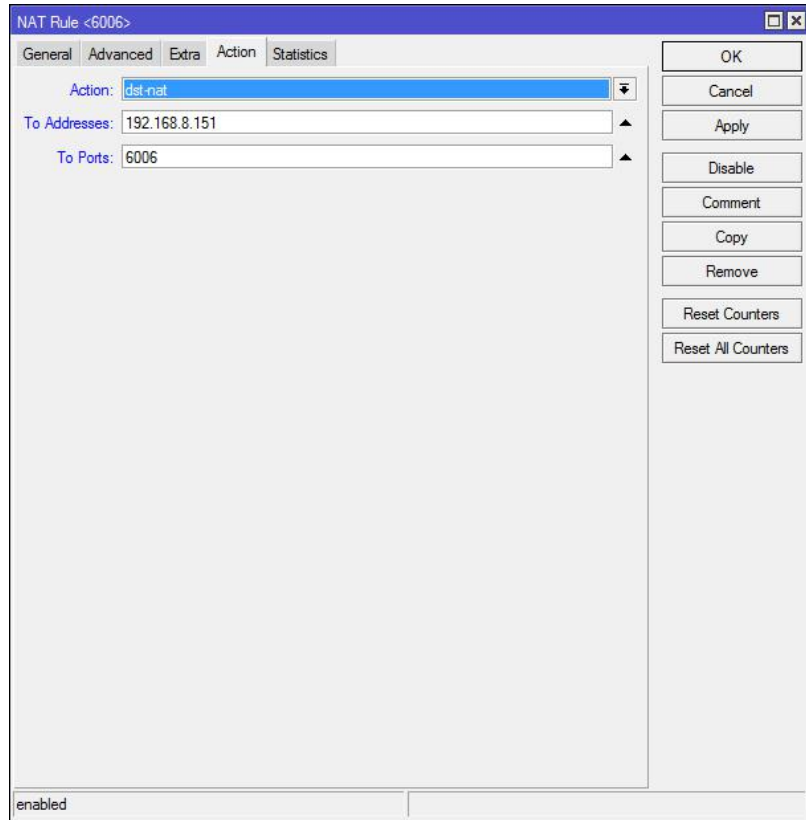 NAT Rule <6006>
General Advanced Extra Action Statistics
Action: dst-nat
To Addresses: 192.168.8.151
To Ports: 6006
OK
Cancel
Apply
Disable
Comment
Copy
Remove
Reset Counters
Reset All Counters
enabled